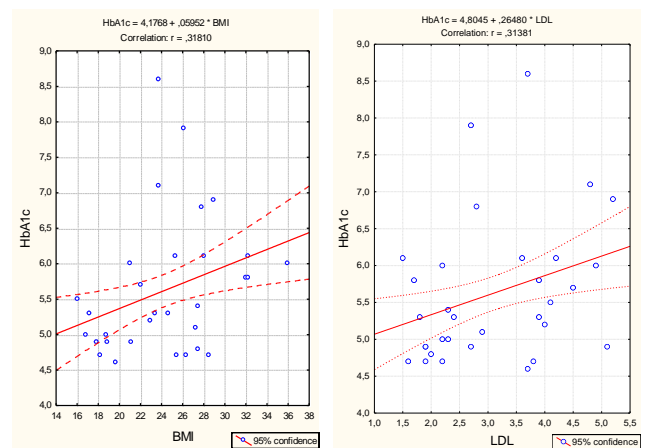 HbA1c = 4,1768 + ,05952 * BMI
Correlation: r = ,31810
9,0
8,5
8,0
7,5
7,0
6,5
6,0
5,5
5,0
4,5
4,0
HbA1c
14 16 18 20 22 24 26 28 30 32 34 36 38
BMI
95% confidence
HbA1c = 4,8045 + ,26480 * LDL
Correlation: r = ,31381
9,0
8,5
8,0
7,5
7,0
6,5
6,0
5,5
5,0
4,5
4,0
HbA1c
1,0 1,5 2,0 2,5 3,0 3,5 4,0 4,5 5,0 5,5
LDL
95% confidence